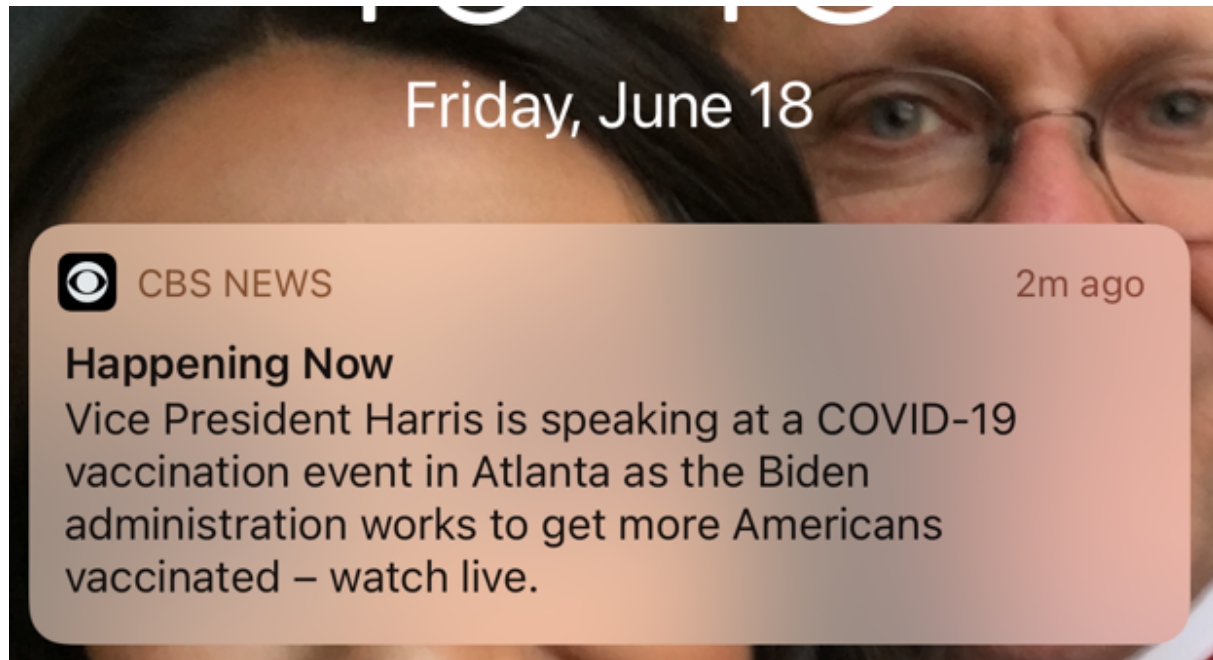 Friday, June 18
CBS NEWS
2m ago
Happening Now
Vice President Harris is speaking at a COVID-19
vaccination event in Atlanta as the Biden
administration works to get more Americans
vaccinated – watch live.